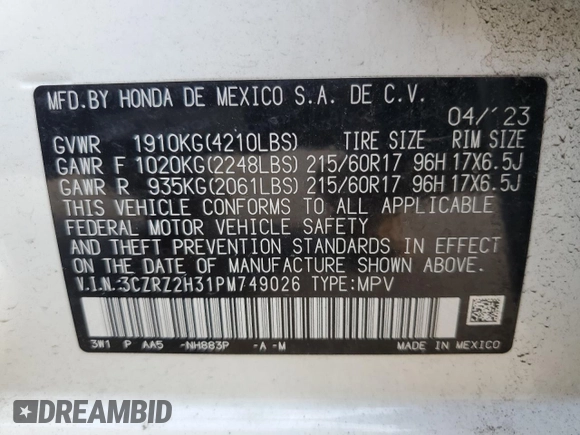 MFD.BY HONDA DE MEXICO S.A. DE C.V.
04/'23
GVWR 1910KG(4210LBS) TIRE SIZE RIM SIZE
GAWR F 1020KG(2248LBS) 215/60R17 96H 17X6.5J
GAWR R 935KG(2061LBS) 215/60R17 96H 17X6.5J
THIS VEHICLE CONFORMS TO ALL APPLICABLE
FEDERAL MOTOR VEHICLE SAFETY
AND THEFT PREVENTION STANDARDS IN EFFECT
ON THE DATE OF MANUFACTURE SHOWN ABOVE.
V.I.N.3CZRZ2H31PM749026 TYPE:MPV
3W1 P AA5 -NH883P -A -M MADE IN MEXICO
DREAMBID